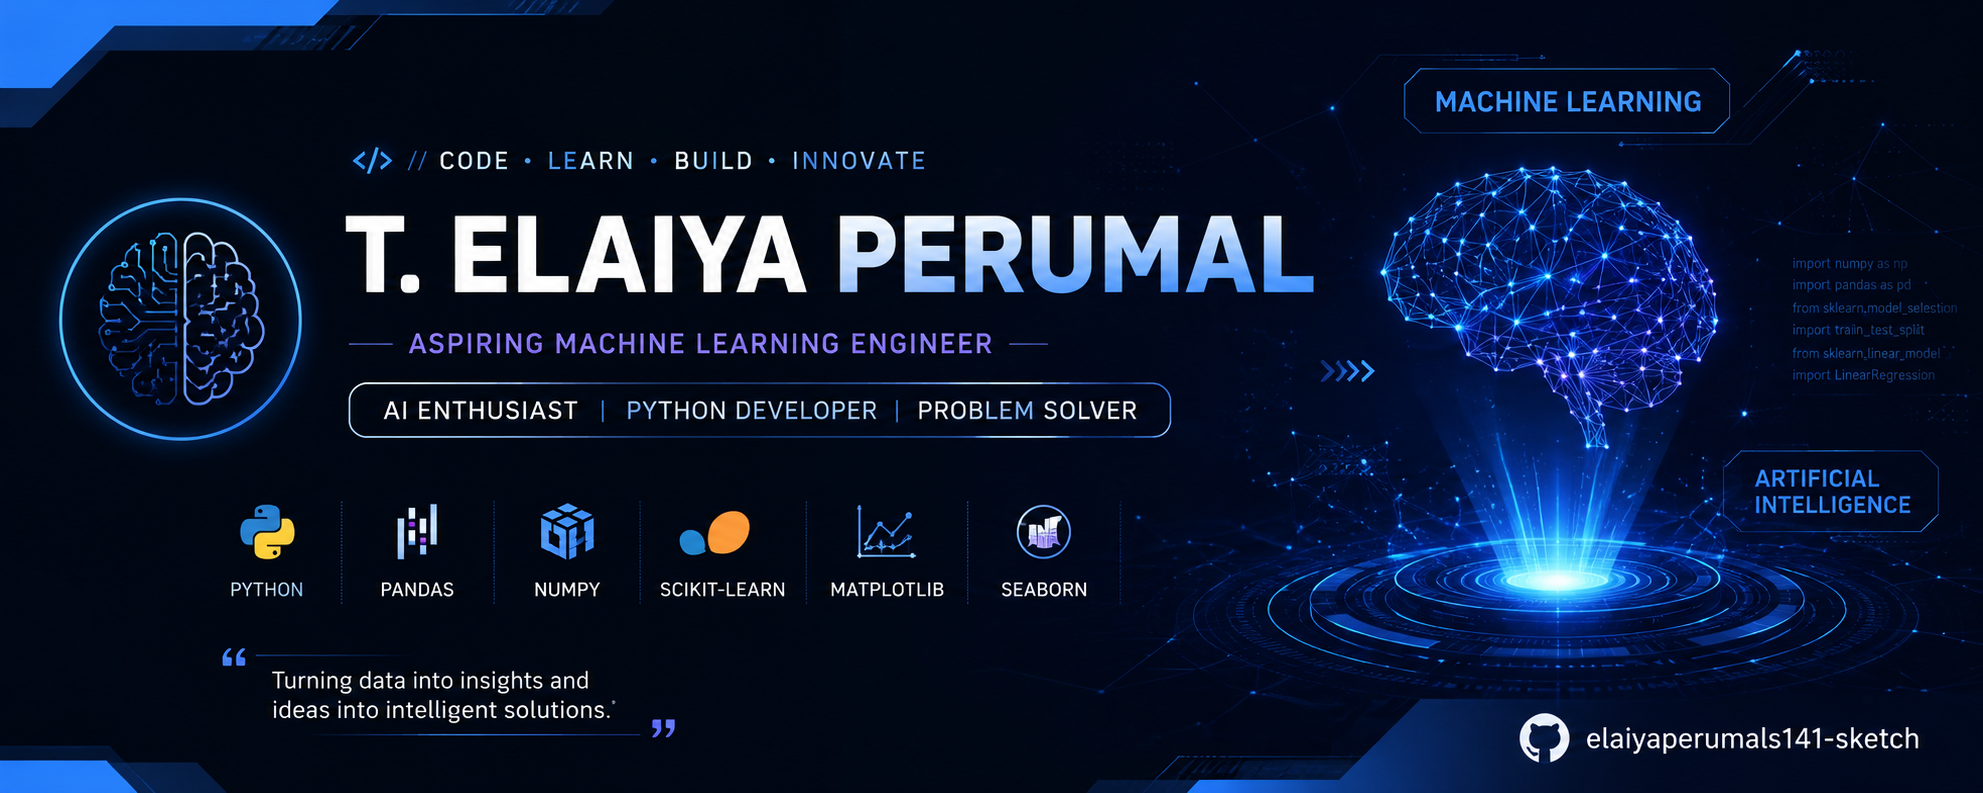 </> // CODE • LEARN • BUILD • INNOVATE
T. ELAIYA PERUMAL
ASPIRING MACHINE LEARNING ENGINEER
AI ENTHUSIAST | PYTHON DEVELOPER | PROBLEM SOLVER
PYTHON
PANDAS
NUMPY
SCIKIT-LEARN
MATPLOTLIB
SEABORN
“ Turning data into insights and
ideas into intelligent solutions. ”
MACHINE LEARNING
import numpy as np
import pandas as pd
from sklearn.model_selection
import train_test_split
from sklearn.linear_model
import LinearRegression
ARTIFICIAL
INTELLIGENCE
elaiyaperumals141-sketch